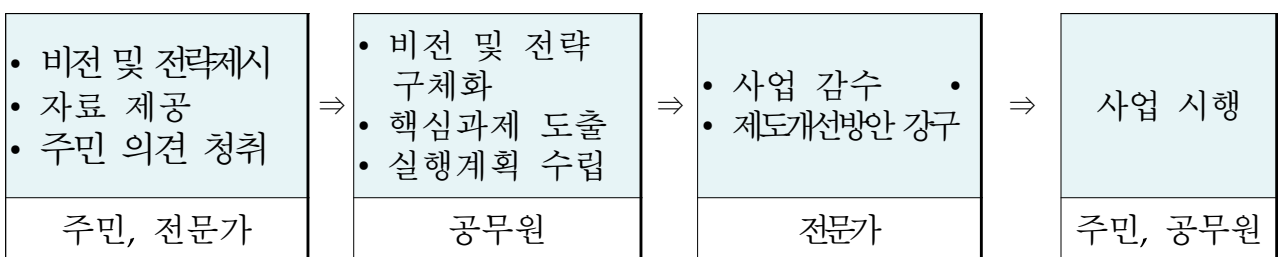 • 비전 및 전략제시
• 자료 제공
• 주민 의견 청취
주민, 전문가
⇒
• 비전 및 전략
구체화
• 핵심과제 도출
• 실행계획 수립
공무원
⇒
• 사업 감수 •
• 제도개선방안 강구
전문가
⇒
사업 시행
주민, 공무원